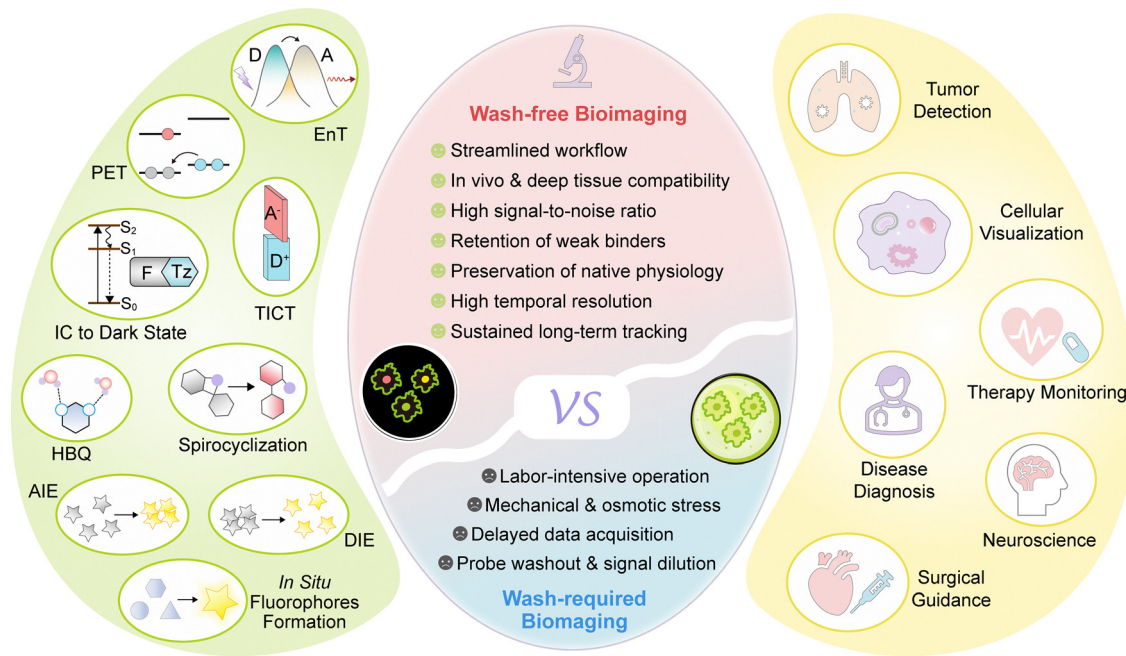 D
A
EnT
PET
A-
D+
TICT
S2
S1
S0
F
Tz
IC to Dark State
HBQ
Spirocyclization
AIE
DIE
In Situ
Fluorophores
Formation
Wash-free Bioimaging
Streamlined workflow
In vivo & deep tissue compatibility
High signal-to-noise ratio
Retention of weak binders
Preservation of native physiology
High temporal resolution
Sustained long-term tracking
VS
Labor-intensive operation
Mechanical & osmotic stress
Delayed data acquisition
Probe washout & signal dilution
Wash-required
Biomaging
Tumor
Detection
Cellular
Visualization
Therapy Monitoring
Disease
Diagnosis
Neuroscience
Surgical
Guidance